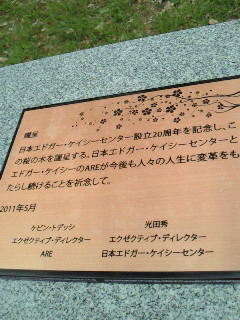 謹呈
日本エドガー・ケイシーセンター設立20周年を記念し、こ
の桜の木を謹呈する。日本エドガー・ケイシーセンターと
エドガー・ケイシーのAREが今後も人々の人生に変革をも
たらし続けることを祈念して。
2011年5月
ケビン・トデッシ
エクゼクティブ・ディレクター
ARE
光田秀
エクゼクティブ・ディレクター
日本エドガー・ケイシーセンター